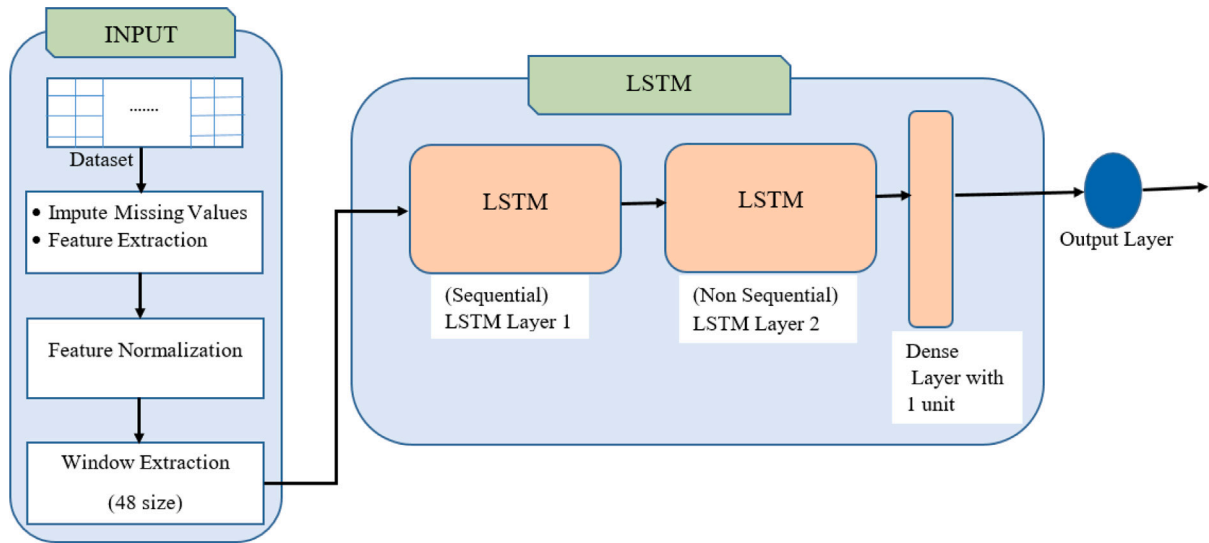 INPUT
.......
Dataset
• Impute Missing Values
• Feature Extraction
Feature Normalization
Window Extraction
(48 size)
LSTM
LSTM
(Sequential)
LSTM Layer 1
LSTM
(Non Sequential)
LSTM Layer 2
Dense
Layer with
1 unit
Output Layer